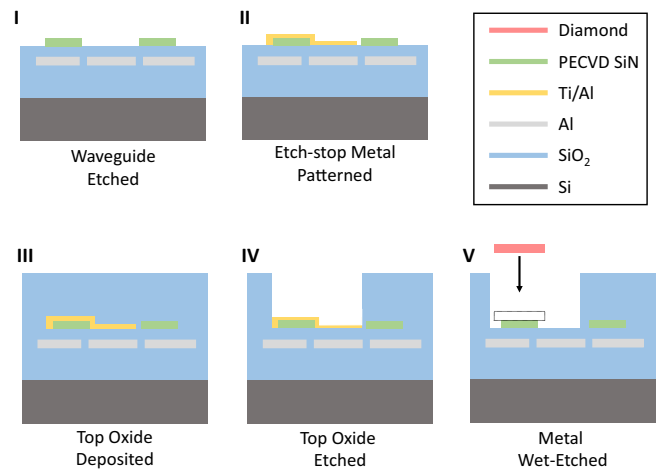 I
Waveguide
Etched
II
Etch-stop Metal
Patterned
Diamond
PECVD SiN
Ti/Al
Al
SiO₂
Si
III
Top Oxide
Deposited
IV
Top Oxide
Etched
V
Metal
Wet-Etched